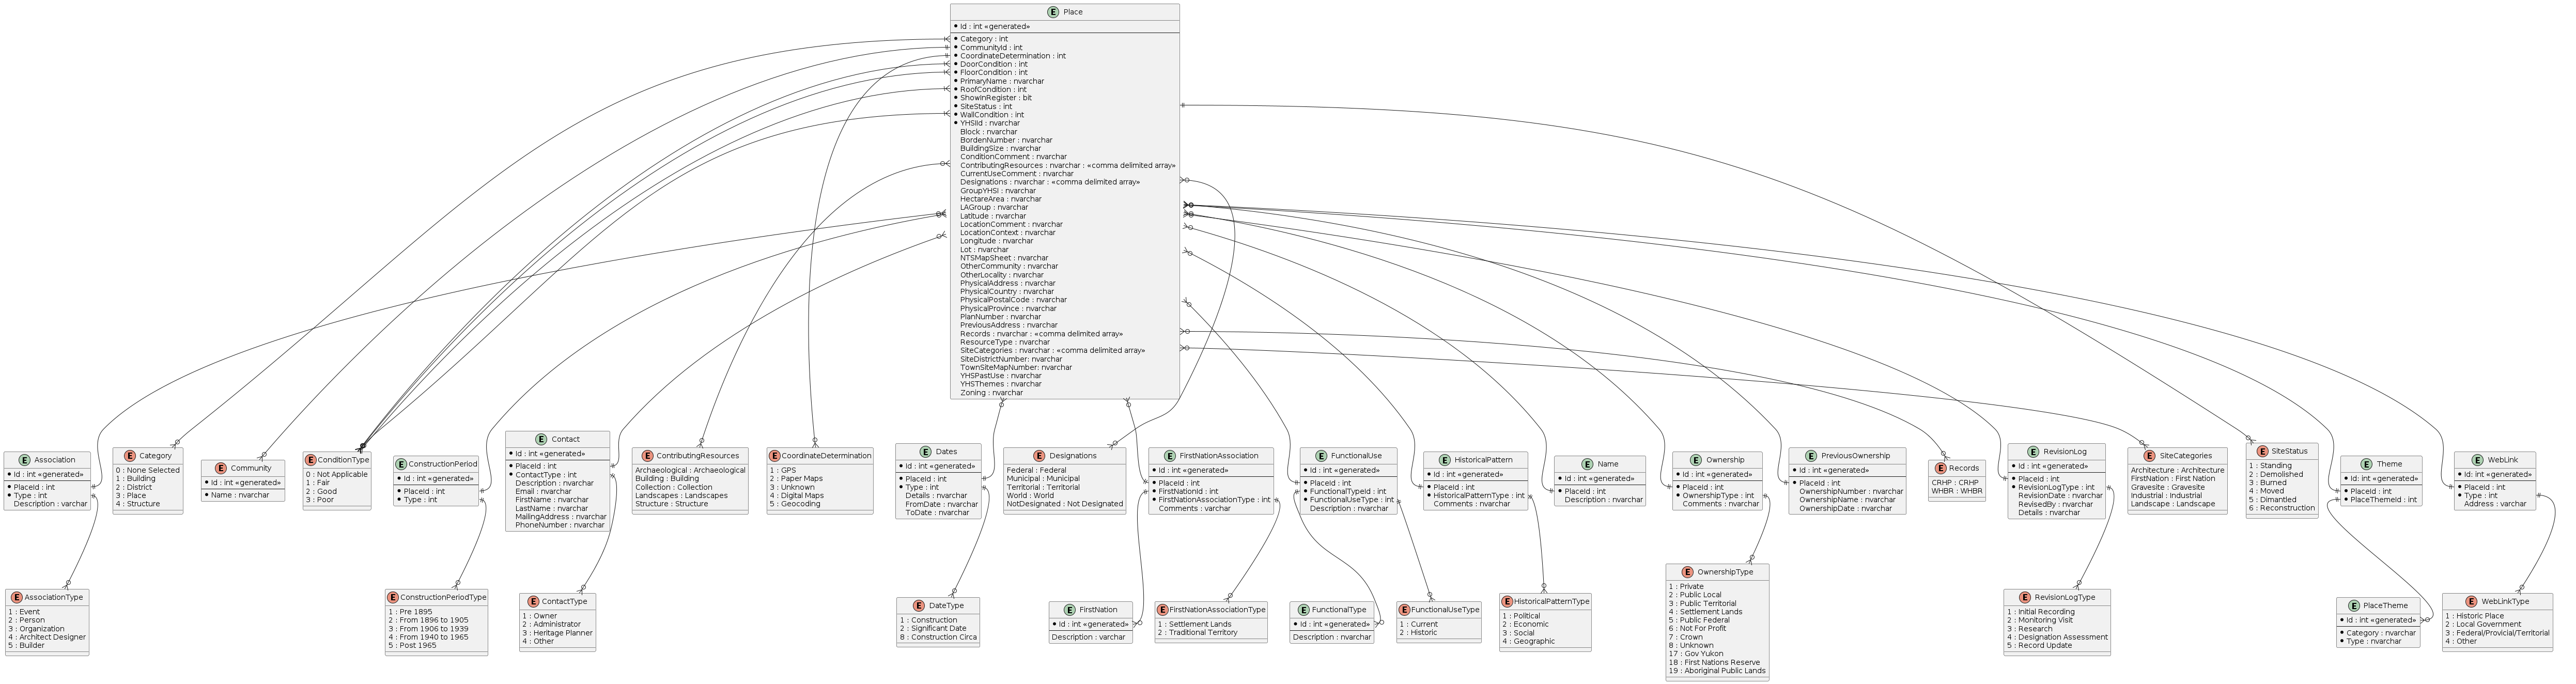 E Place
Id : int «generated»
Category : int
CommunityId : int
CoordinateDetermination : int
DoorCondition : int
FloorCondition : int
PrimaryName : nvarchar
RoofCondition : int
ShowInRegister : bit
SiteStatus : int
WallCondition : int
YHSIId : nvarchar
Block : nvarchar
BordenNumber : nvarchar
BuildingSize : nvarchar
ConditionComment : nvarchar
ContributingResources : nvarchar : «comma delimited array»
CurrentUseComment : nvarchar
Designations : nvarchar : «comma delimited array»
GroupYHSI : nvarchar
HectareArea : nvarchar
LAGroup : nvarchar
Latitude : nvarchar
LocationComment : nvarchar
LocationContext : nvarchar
Longitude : nvarchar
Lot : nvarchar
NTSMapSheet : nvarchar
OtherCommunity : nvarchar
OtherLocality : nvarchar
PhysicalAddress : nvarchar
PhysicalCountry : nvarchar
PhysicalPostalCode : nvarchar
PhysicalProvince : nvarchar
PlanNumber : nvarchar
PreviousAddress : nvarchar
Records : nvarchar : «comma delimited array»
ResourceType : nvarchar
SiteCategories : nvarchar : «comma delimited array»
SiteDistrictNumber: nvarchar
TownSiteMapNumber: nvarchar
YHSPastUse : nvarchar
YHSThemes : nvarchar
Zoning : nvarchar
E Association
Id : int «generated»
PlaceId : int
Type : int
Description : varchar
E Category
0 : None Selected
1 : Building
2 : District
3 : Place
4 : Structure
E Community
Id : int «generated»
Name : nvarchar
E ConditionType
0 : Not Applicable
1 : Fair
2 : Good
3 : Poor
E ConstructionPeriod
Id : int «generated»
PlaceId : int
Type : int
E Contact
Id : int «generated»
PlaceId : int
ContactType : int
Description : nvarchar
Email : nvarchar
FirstName : nvarchar
LastName : nvarchar
MailingAddress : nvarchar
PhoneNumber : nvarchar
E ContributingResources
Archaeological : Archaeological
Building : Building
Collection : Collection
Landscapes : Landscapes
Structure : Structure
E CoordinateDetermination
1 : GPS
2 : Paper Maps
3 : Unknown
4 : Digital Maps
5 : Geocoding
E Dates
Id : int «generated»
PlaceId : int
Type : int
Details : nvarchar
FromDate : nvarchar
ToDate : nvarchar
E Designations
Federal : Federal
Municipal : Municipal
Territorial : Territorial
World : World
NotDesignated : Not Designated
E FirstNationAssociation
Id : int «generated»
PlaceId : int
FirstNationId : int
FirstNationAssociationType : int
Comments : varchar
E FunctionalUse
Id : int «generated»
PlaceId : int
FunctionalTypeId : int
FunctionalUseType : int
Description : nvarchar
E HistoricalPattern
Id : int «generated»
PlaceId : int
HistoricalPatternType : int
Comments : nvarchar
E Name
Id : int «generated»
PlaceId : int
Description : nvarchar
E Ownership
Id : int «generated»
PlaceId : int
OwnershipType : int
Comments : nvarchar
E PreviousOwnership
Id : int «generated»
PlaceId : int
OwnershipNumber : nvarchar
OwnershipName : nvarchar
OwnershipDate : nvarchar
E Records
CRHP : CRHP
WHBR : WHBR
E RevisionLog
Id : int «generated»
PlaceId : int
RevisionLogType : int
RevisionDate : nvarchar
RevisedBy : nvarchar
Details : nvarchar
E SiteCategories
Architecture : Architecture
FirstNation : First Nation
Gravesite : Gravesite
Industrial : Industrial
Landscape : Landscape
E SiteStatus
1 : Standing
2 : Demolished
3 : Burned
4 : Moved
5 : Dimantled
6 : Reconstruction
E Theme
Id : int «generated»
PlaceId : int
PlaceThemeId : int
E WebLink
Id : int «generated»
PlaceId : int
Type : int
Address : varchar
E AssociationType
1 : Event
2 : Person
3 : Organization
4 : Architect Designer
5 : Builder
E ConstructionPeriodType
1 : Pre 1895
2 : From 1896 to 1905
3 : From 1906 to 1939
4 : From 1940 to 1965
5 : Post 1965
E ContactType
1 : Owner
2 : Administrator
3 : Heritage Planner
4 : Other
E DateType
1 : Construction
2 : Significant Date
8 : Construction Circa
E FirstNation
Id : int «generated»
Description : varchar
E FirstNationAssociationType
1 : Settlement Lands
2 : Traditional Territory
E FunctionalType
Id : int «generated»
Description : nvarchar
E FunctionalUseType
1 : Current
2 : Historic
E HistoricalPatternType
1 : Political
2 : Economic
3 : Social
4 : Geographic
E OwnershipType
1 : Private
2 : Public Local
3 : Public Territorial
4 : Settlement Lands
5 : Public Federal
6 : Not For Profit
7 : Crown
8 : Unknown
17 : Gov Yukon
18 : First Nations Reserve
19 : Aboriginal Public Lands
E RevisionLogType
1 : Initial Recording
2 : Monitoring Visit
3 : Research
4 : Designation Assessment
5 : Record Update
E PlaceTheme
Id : int «generated»
Category : nvarchar
Type : nvarchar
E WebLinkType
1 : Historic Place
2 : Local Government
3 : Federal/Provicial/Territorial
4 : Other